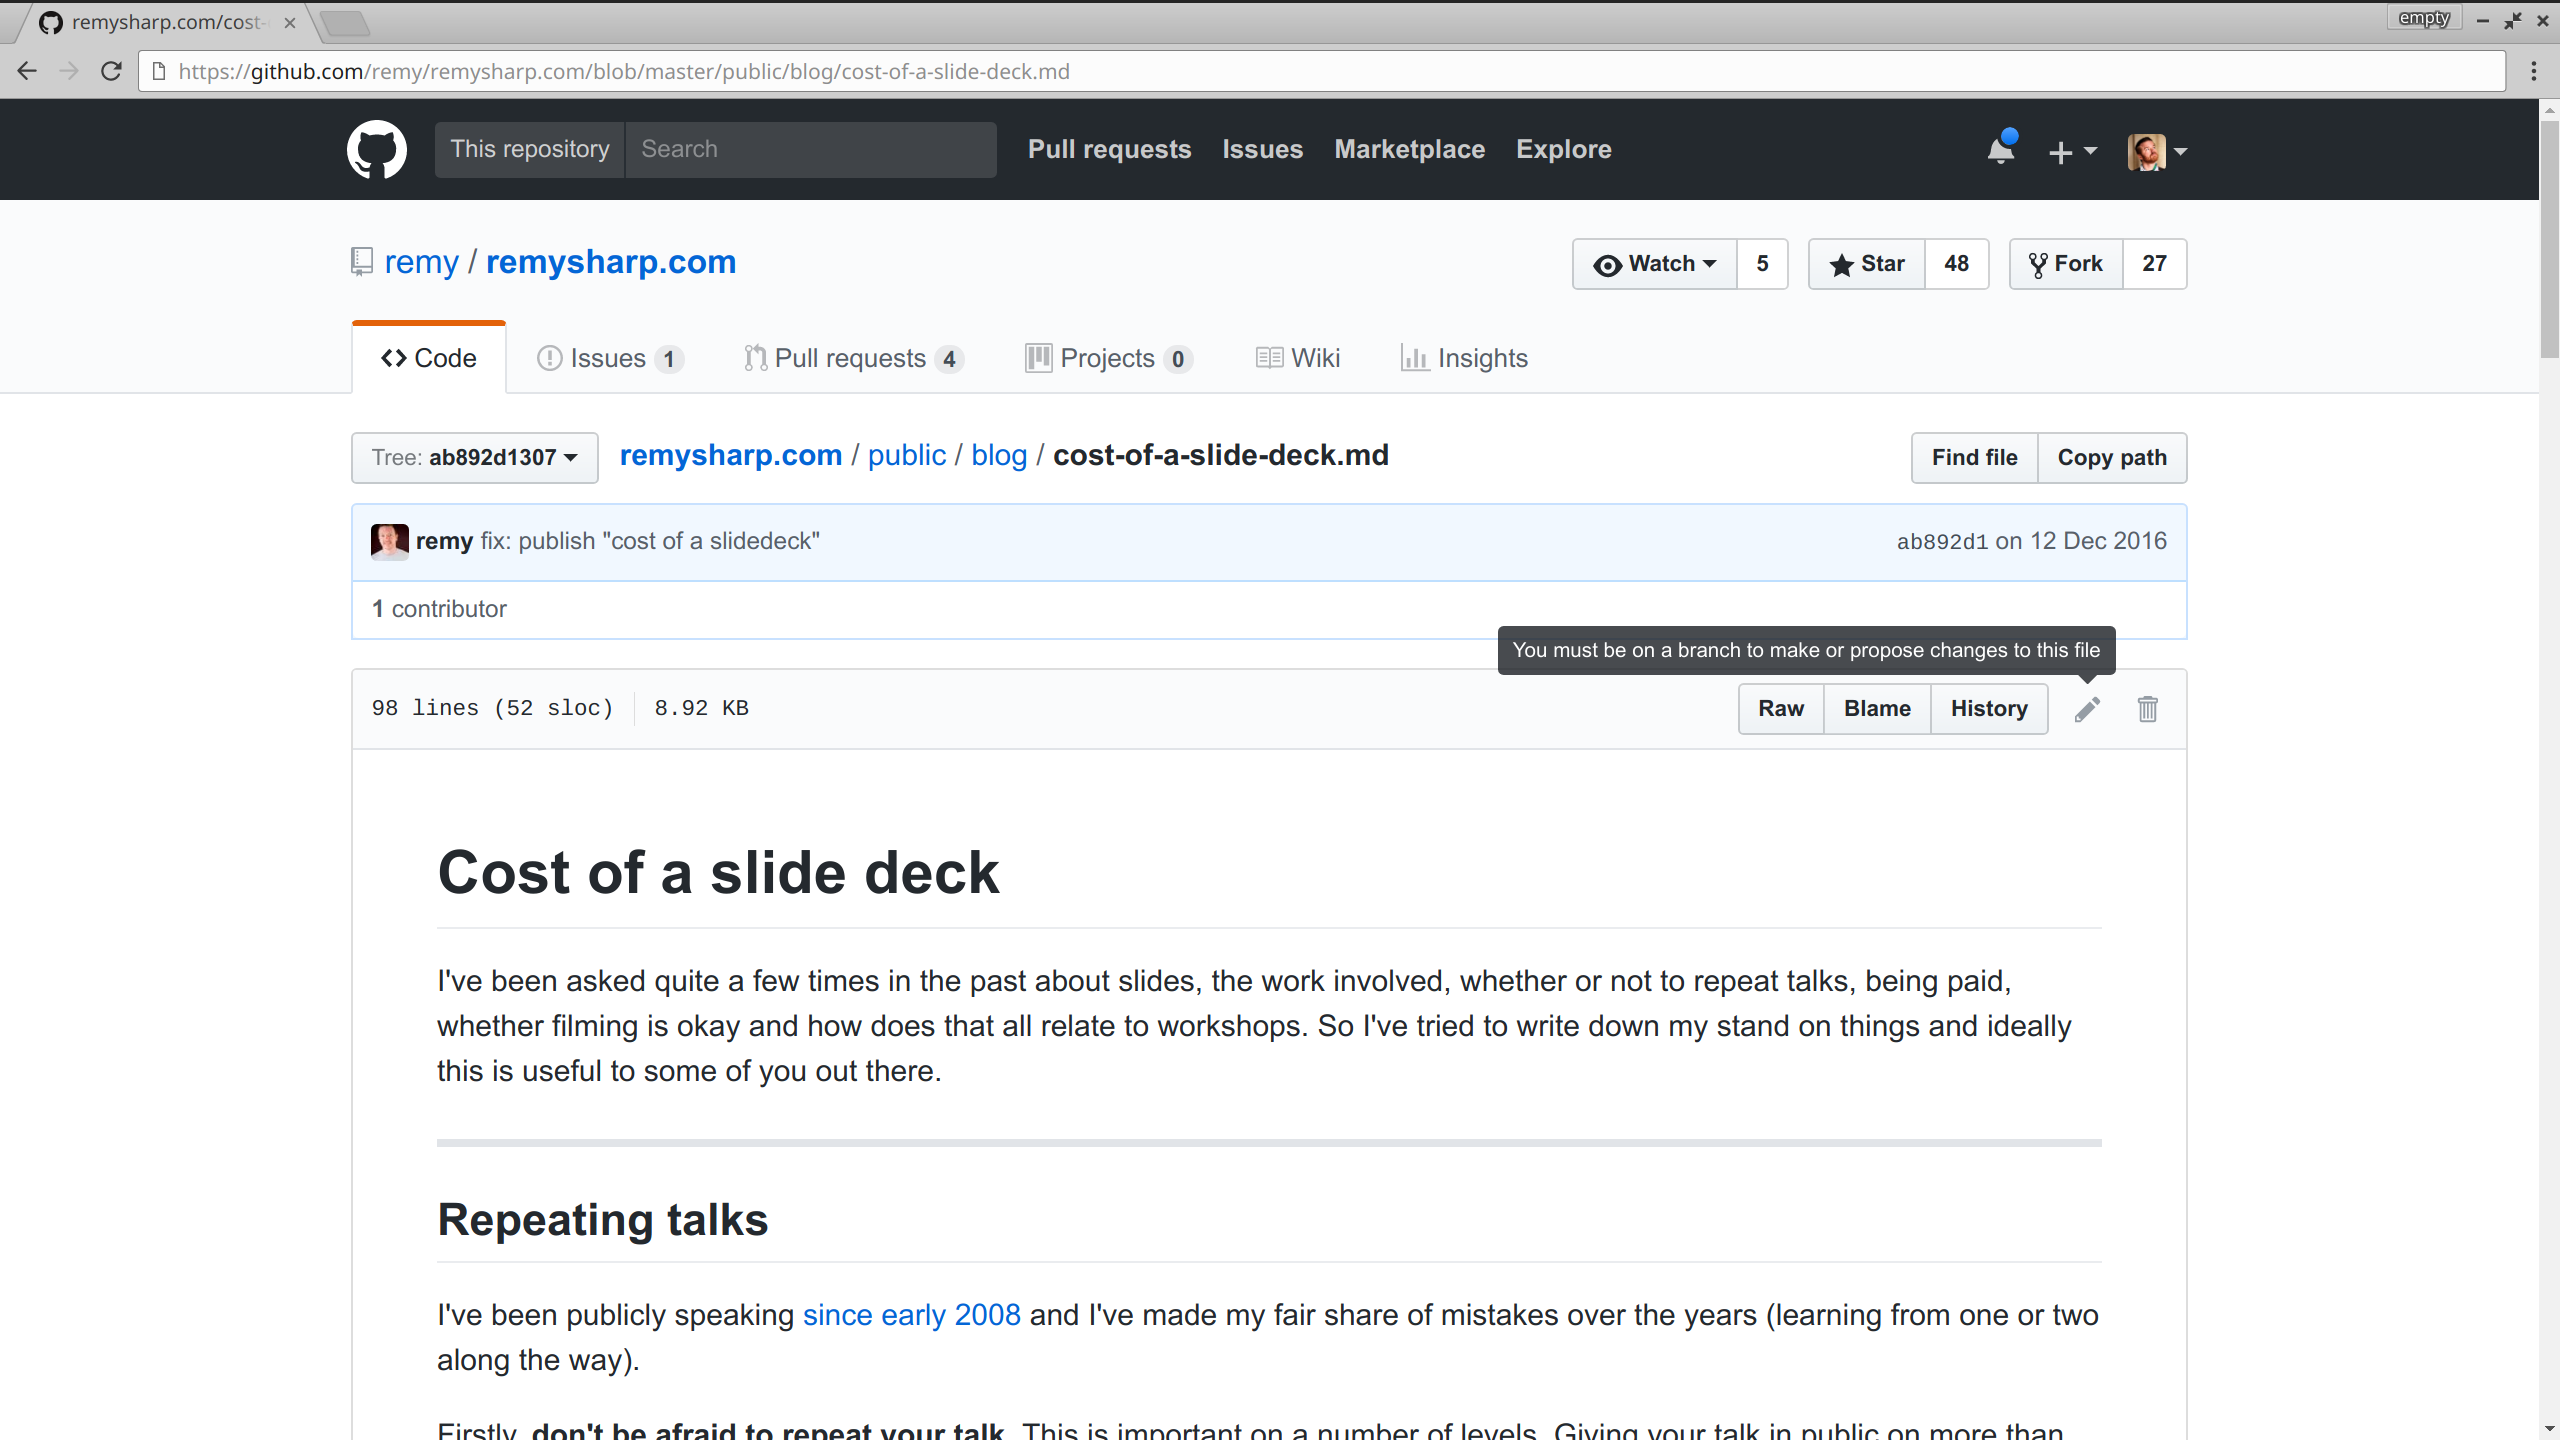 remysharp.com/cost-
empty
https://github.com/remy/remysharp.com/blob/master/public/blog/cost-of-a-slide-deck.md
This repository Search Pull requests Issues Marketplace Explore
remy / remysharp.com
Watch 5 Star 48 Fork 27
Code Issues 1 Pull requests 4 Projects 0 Wiki Insights
Tree: ab892d1307 remysharp.com / public / blog / cost-of-a-slide-deck.md Find file Copy path
remy fix: publish "cost of a slidedeck" ab892d1 on 12 Dec 2016
1 contributor
You must be on a branch to make or propose changes to this file
98 lines (52 sloc) 8.92 KB Raw Blame History
Cost of a slide deck
I've been asked quite a few times in the past about slides, the work involved, whether or not to repeat talks, being paid,
whether filming is okay and how does that all relate to workshops. So I've tried to write down my stand on things and ideally
this is useful to some of you out there.
Repeating talks
I've been publicly speaking since early 2008 and I've made my fair share of mistakes over the years (learning from one or two
along the way).
Firstly, don't be afraid to repeat your talk. This is important on a number of levels. Giving your talk in public on more than